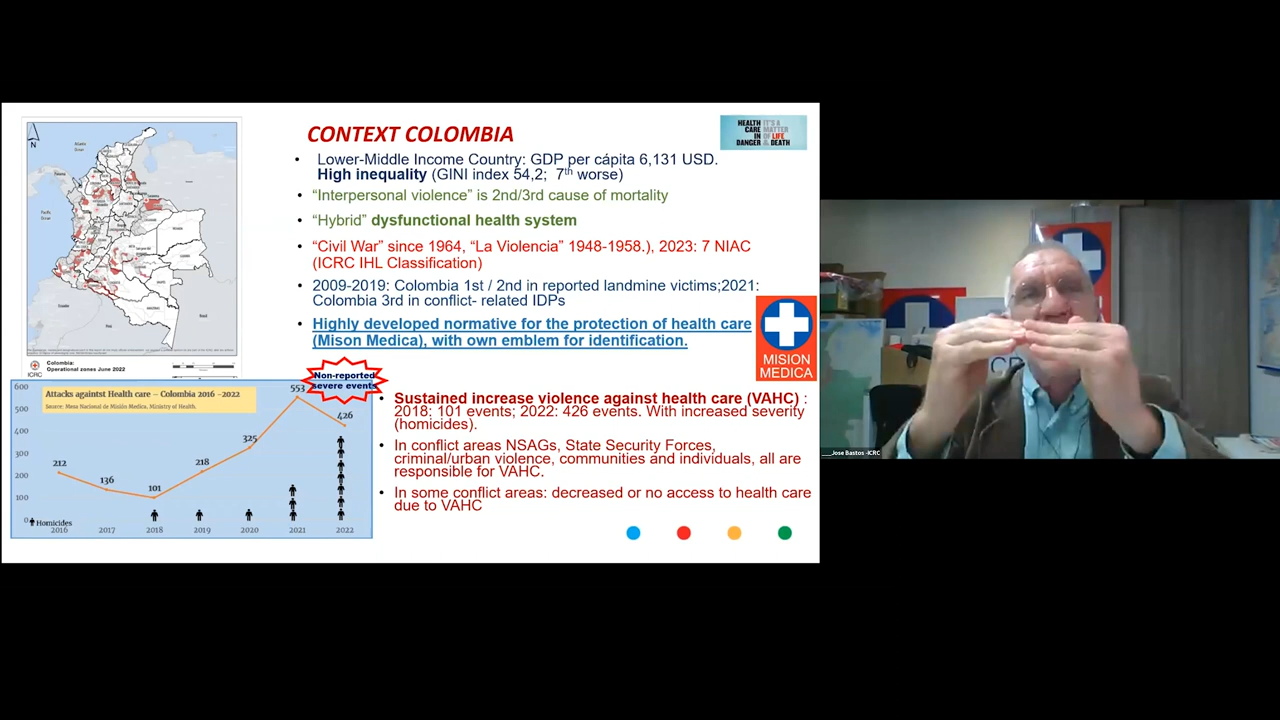 CONTEXT COLOMBIA
HEALTH CARE IN DANGER
IT'S A MATTER OF LIFE & DEATH
• Lower-Middle Income Country: GDP per cápita 6,131 USD.
High inequality (GINI index 54,2; 7th worse)
• “Interpersonal violence” is 2nd/3rd cause of mortality
• “Hybrid” dysfunctional health system
• “Civil War” since 1964, “La Violencia” 1948-1958.), 2023: 7 NIAC
(ICRC IHL Classification)
• 2009-2019: Colombia 1st / 2nd in reported landmine victims;2021:
Colombia 3rd in conflict- related IDPs
• Highly developed normative for the protection of health care
(Mison Medica), with own emblem for identification.
MISION
MEDICA
N
ICRC
Colombia:
Operational zones June 2022
Non-reported
severe events
Attacks against Health care – Colombia 2016 -2022
Source: Mesa Nacional de Misión Medica, Ministry of Health.
600
500
400
300
200
100
0
212
136
101
218
325
553
426
Homicides
2016 2017 2018 2019 2020 2021 2022
• Sustained increase violence against health care (VAHC) :
2018: 101 events; 2022: 426 events. With increased severity
(homicides).
• In conflict areas NSAGs, State Security Forces,
criminal/urban violence, communities and individuals, all are
responsible for VAHC.
• In some conflict areas: decreased or no access to health care
due to VAHC
___Jose Bastos -ICRC